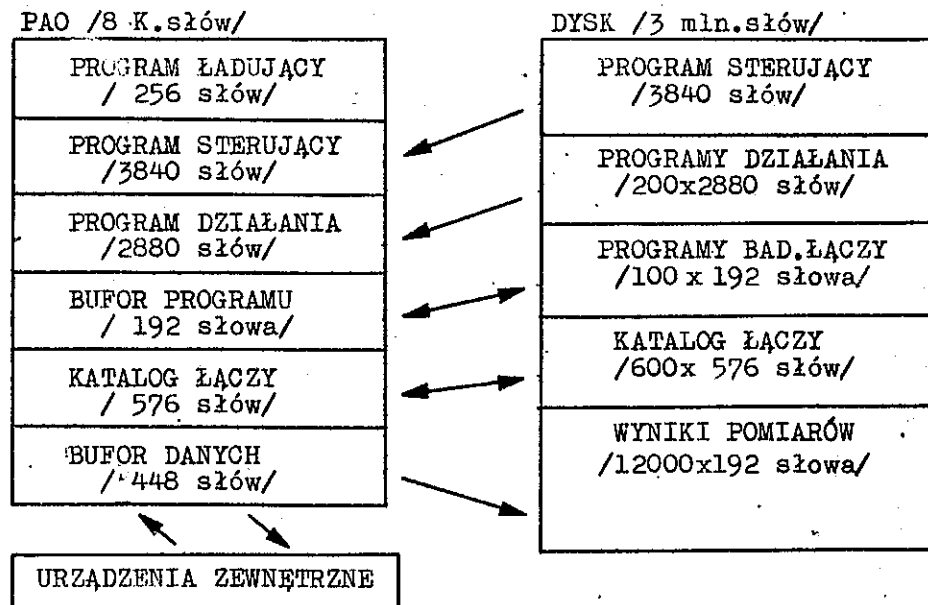 PAO /8 K.słów/
PROGRAM ŁADUJĄCY
/ 256 słów/
PROGRAM STERUJĄCY
/3840 słów/
PROGRAM DZIAŁANIA
/2880 słów/
BUFOR PROGRAMU
/ 192 słowa/
KATALOG ŁĄCZY
/ 576 słów/
BUFOR DANYCH
/ 448 słów/
URZĄDZENIA ZEWNĘTRZNE
DYSK /3 mln.słów/
PROGRAM STERUJĄCY
/3840 słów/
PROGRAMY DZIAŁANIA
/200x2880 słów/
PROGRAMY BAD.ŁĄCZY
/100 x 192 słowa/
KATALOG ŁĄCZY
/600x 576 słów/
WYNIKI POMIARÓW
/12000x192 słowa/